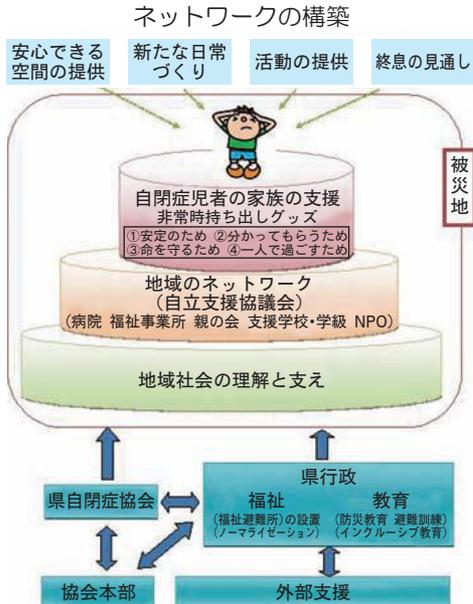 ネットワークの構築
安心できる
空間の提供
新たな日常
づくり
活動の提供
終息の見通し
被災地
自閉症児者の家族の支援
非常時持ち出しグッズ
①安定のため ②分かってもらうため
③命を守るため ④一人で過ごすため
地域のネットワーク
(自立支援協議会)
(病院 福祉事業所 親の会 支援学校・学級 NPO)
地域社会の理解と支え
県自閉症協会
県行政
福祉
(福祉避難所)の設置
(ノーマライゼーション)
教育
(防災教育 避難訓練)
(インクルーシブ教育)
協会本部
外部支援